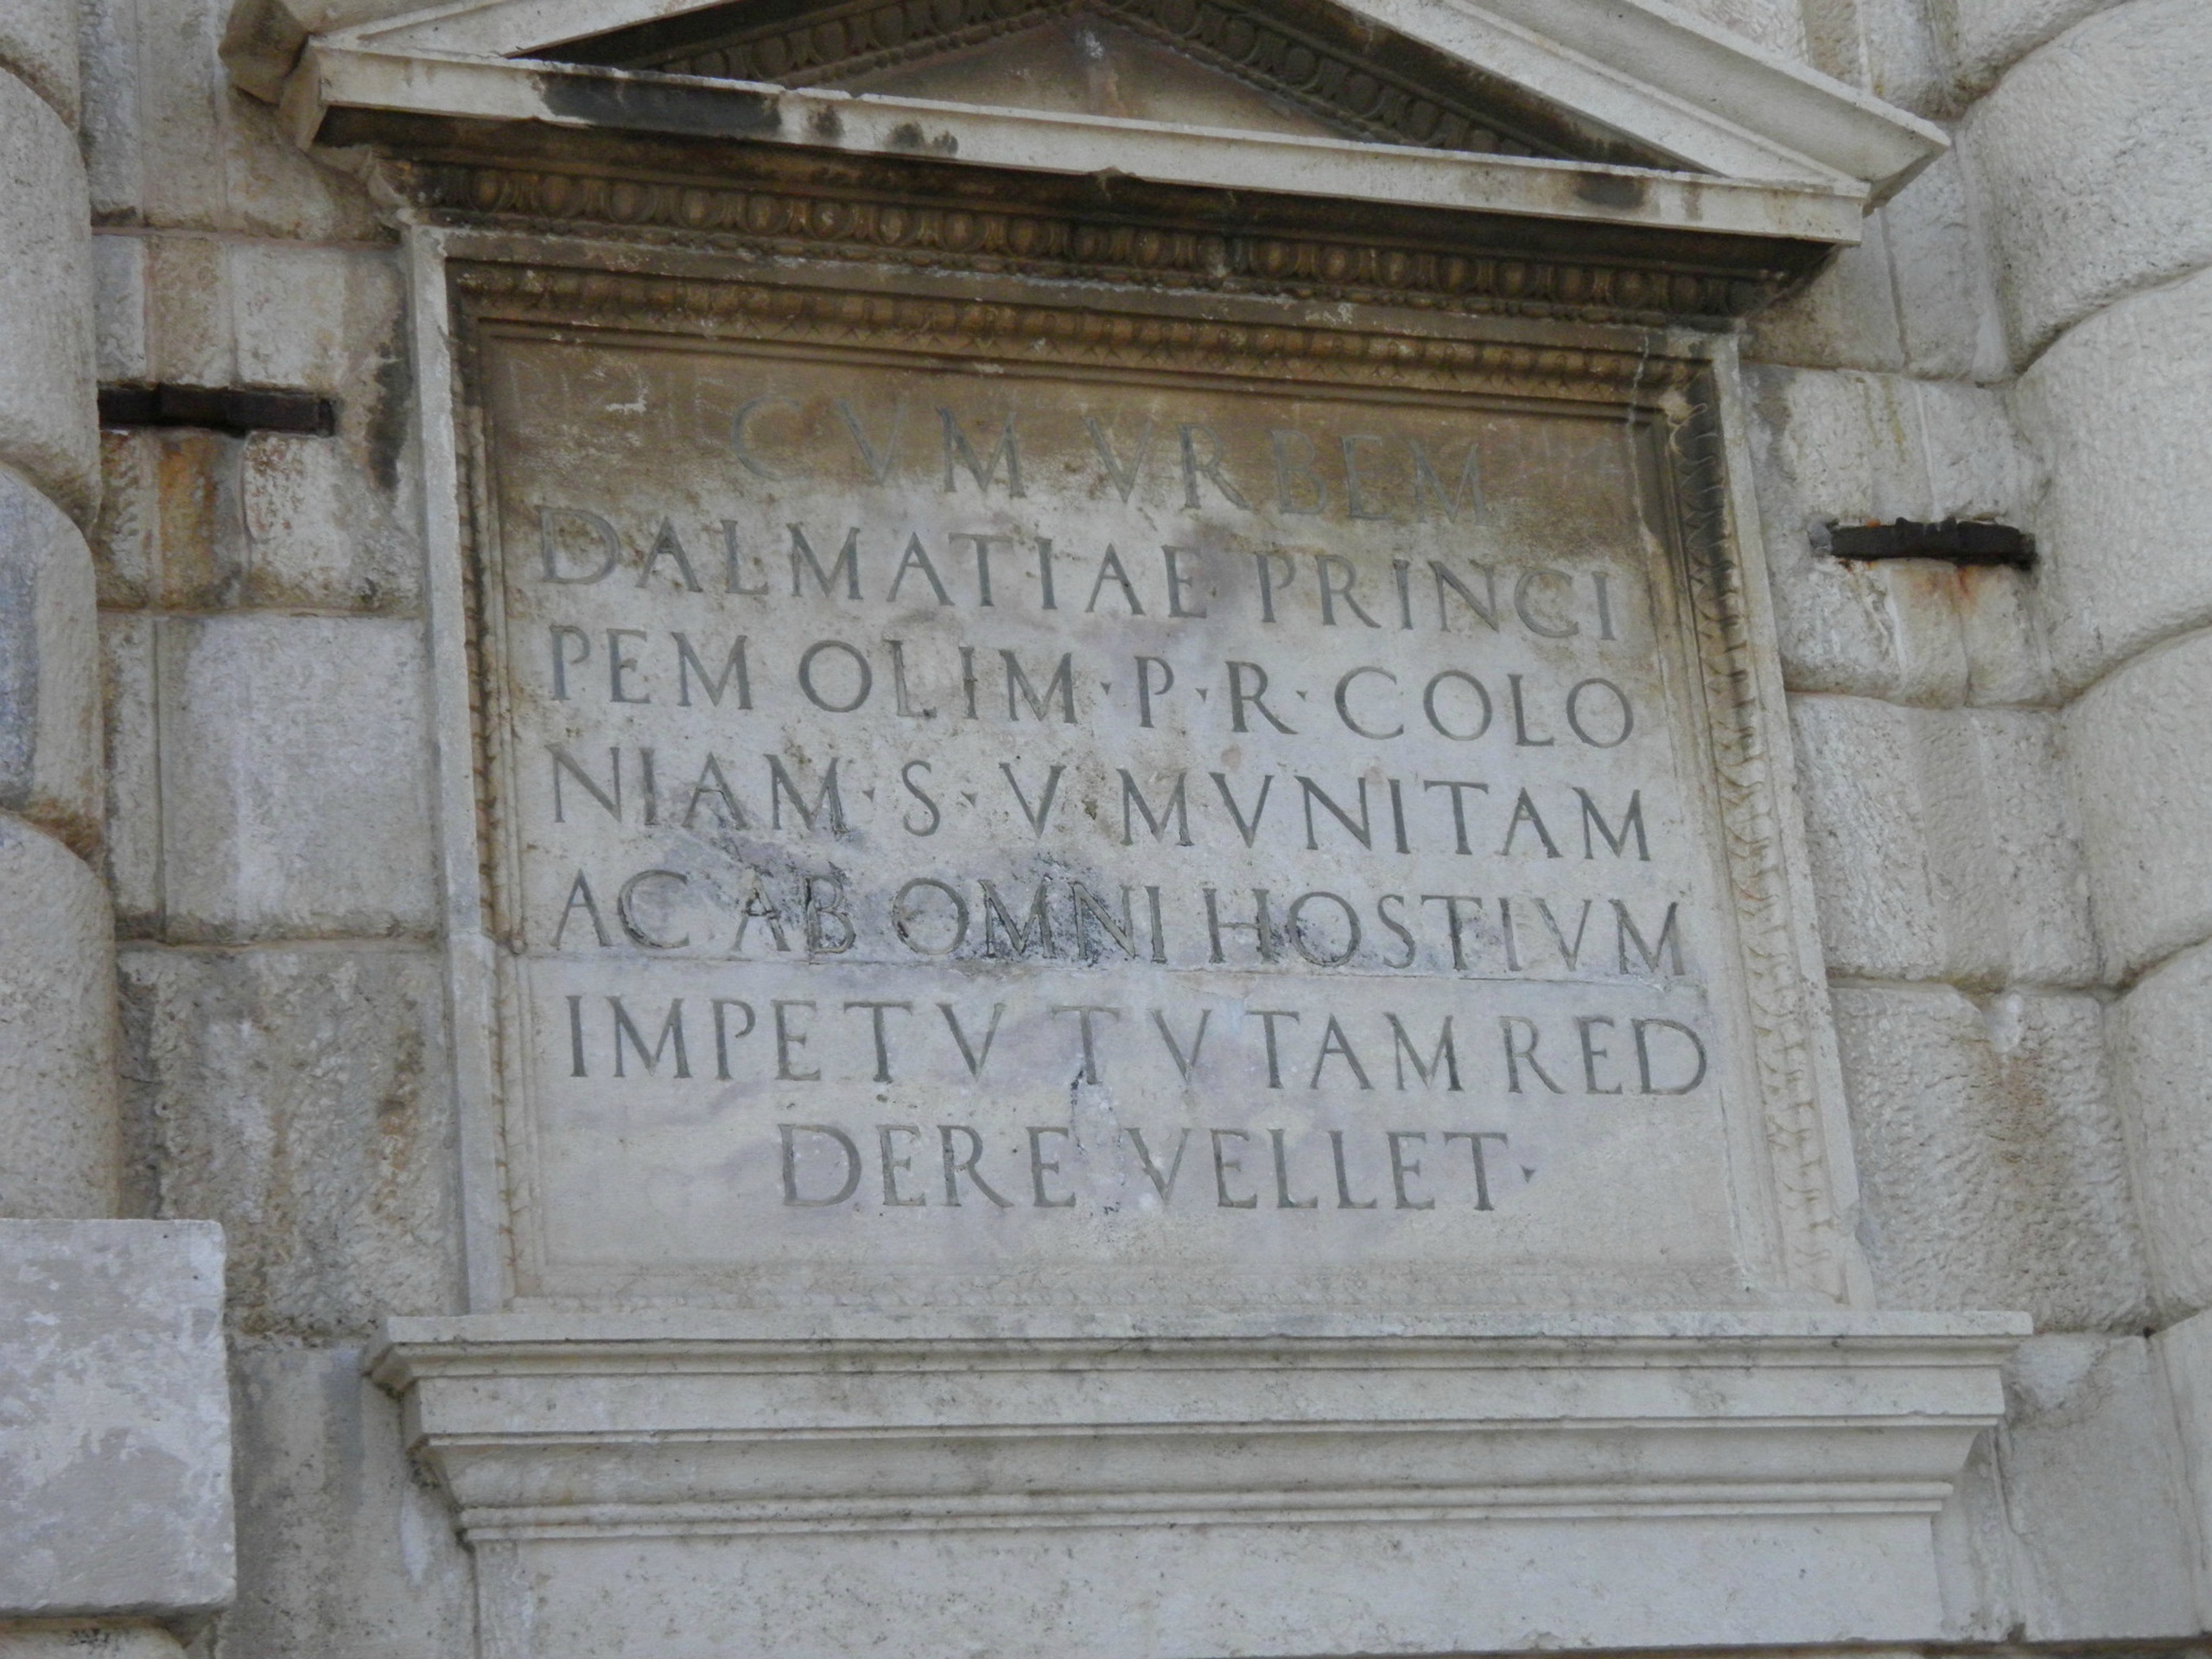 CVM VRBEM
DALMATIAE PRINCI
PEM OLIM · P · R · COLO
NIAM · S · V MVNITAM
AC AB OMNI HOSTIVM
IMPETV TVTAM RED
DERE VELLET ·